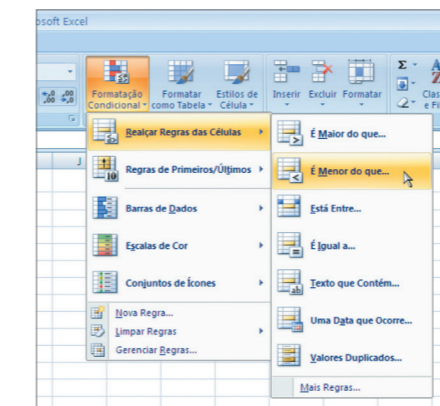 osoft Excel
Formatação Condicional
Formatar como Tabela
Estilos de Célula
Inserir
Excluir
Formatar
Σ
Clas
e Fi
Realçar Regras das Células
Regras de Primeiros/Últimos
Barras de Dados
Escalas de Cor
Conjuntos de Ícones
Nova Regra...
Limpar Regras
Gerenciar Regras...
É Maior do que...
É Menor do que...
Está Entre...
É Igual a...
Texto que Contém...
Uma Data que Ocorre...
Valores Duplicados...
Mais Regras...
J